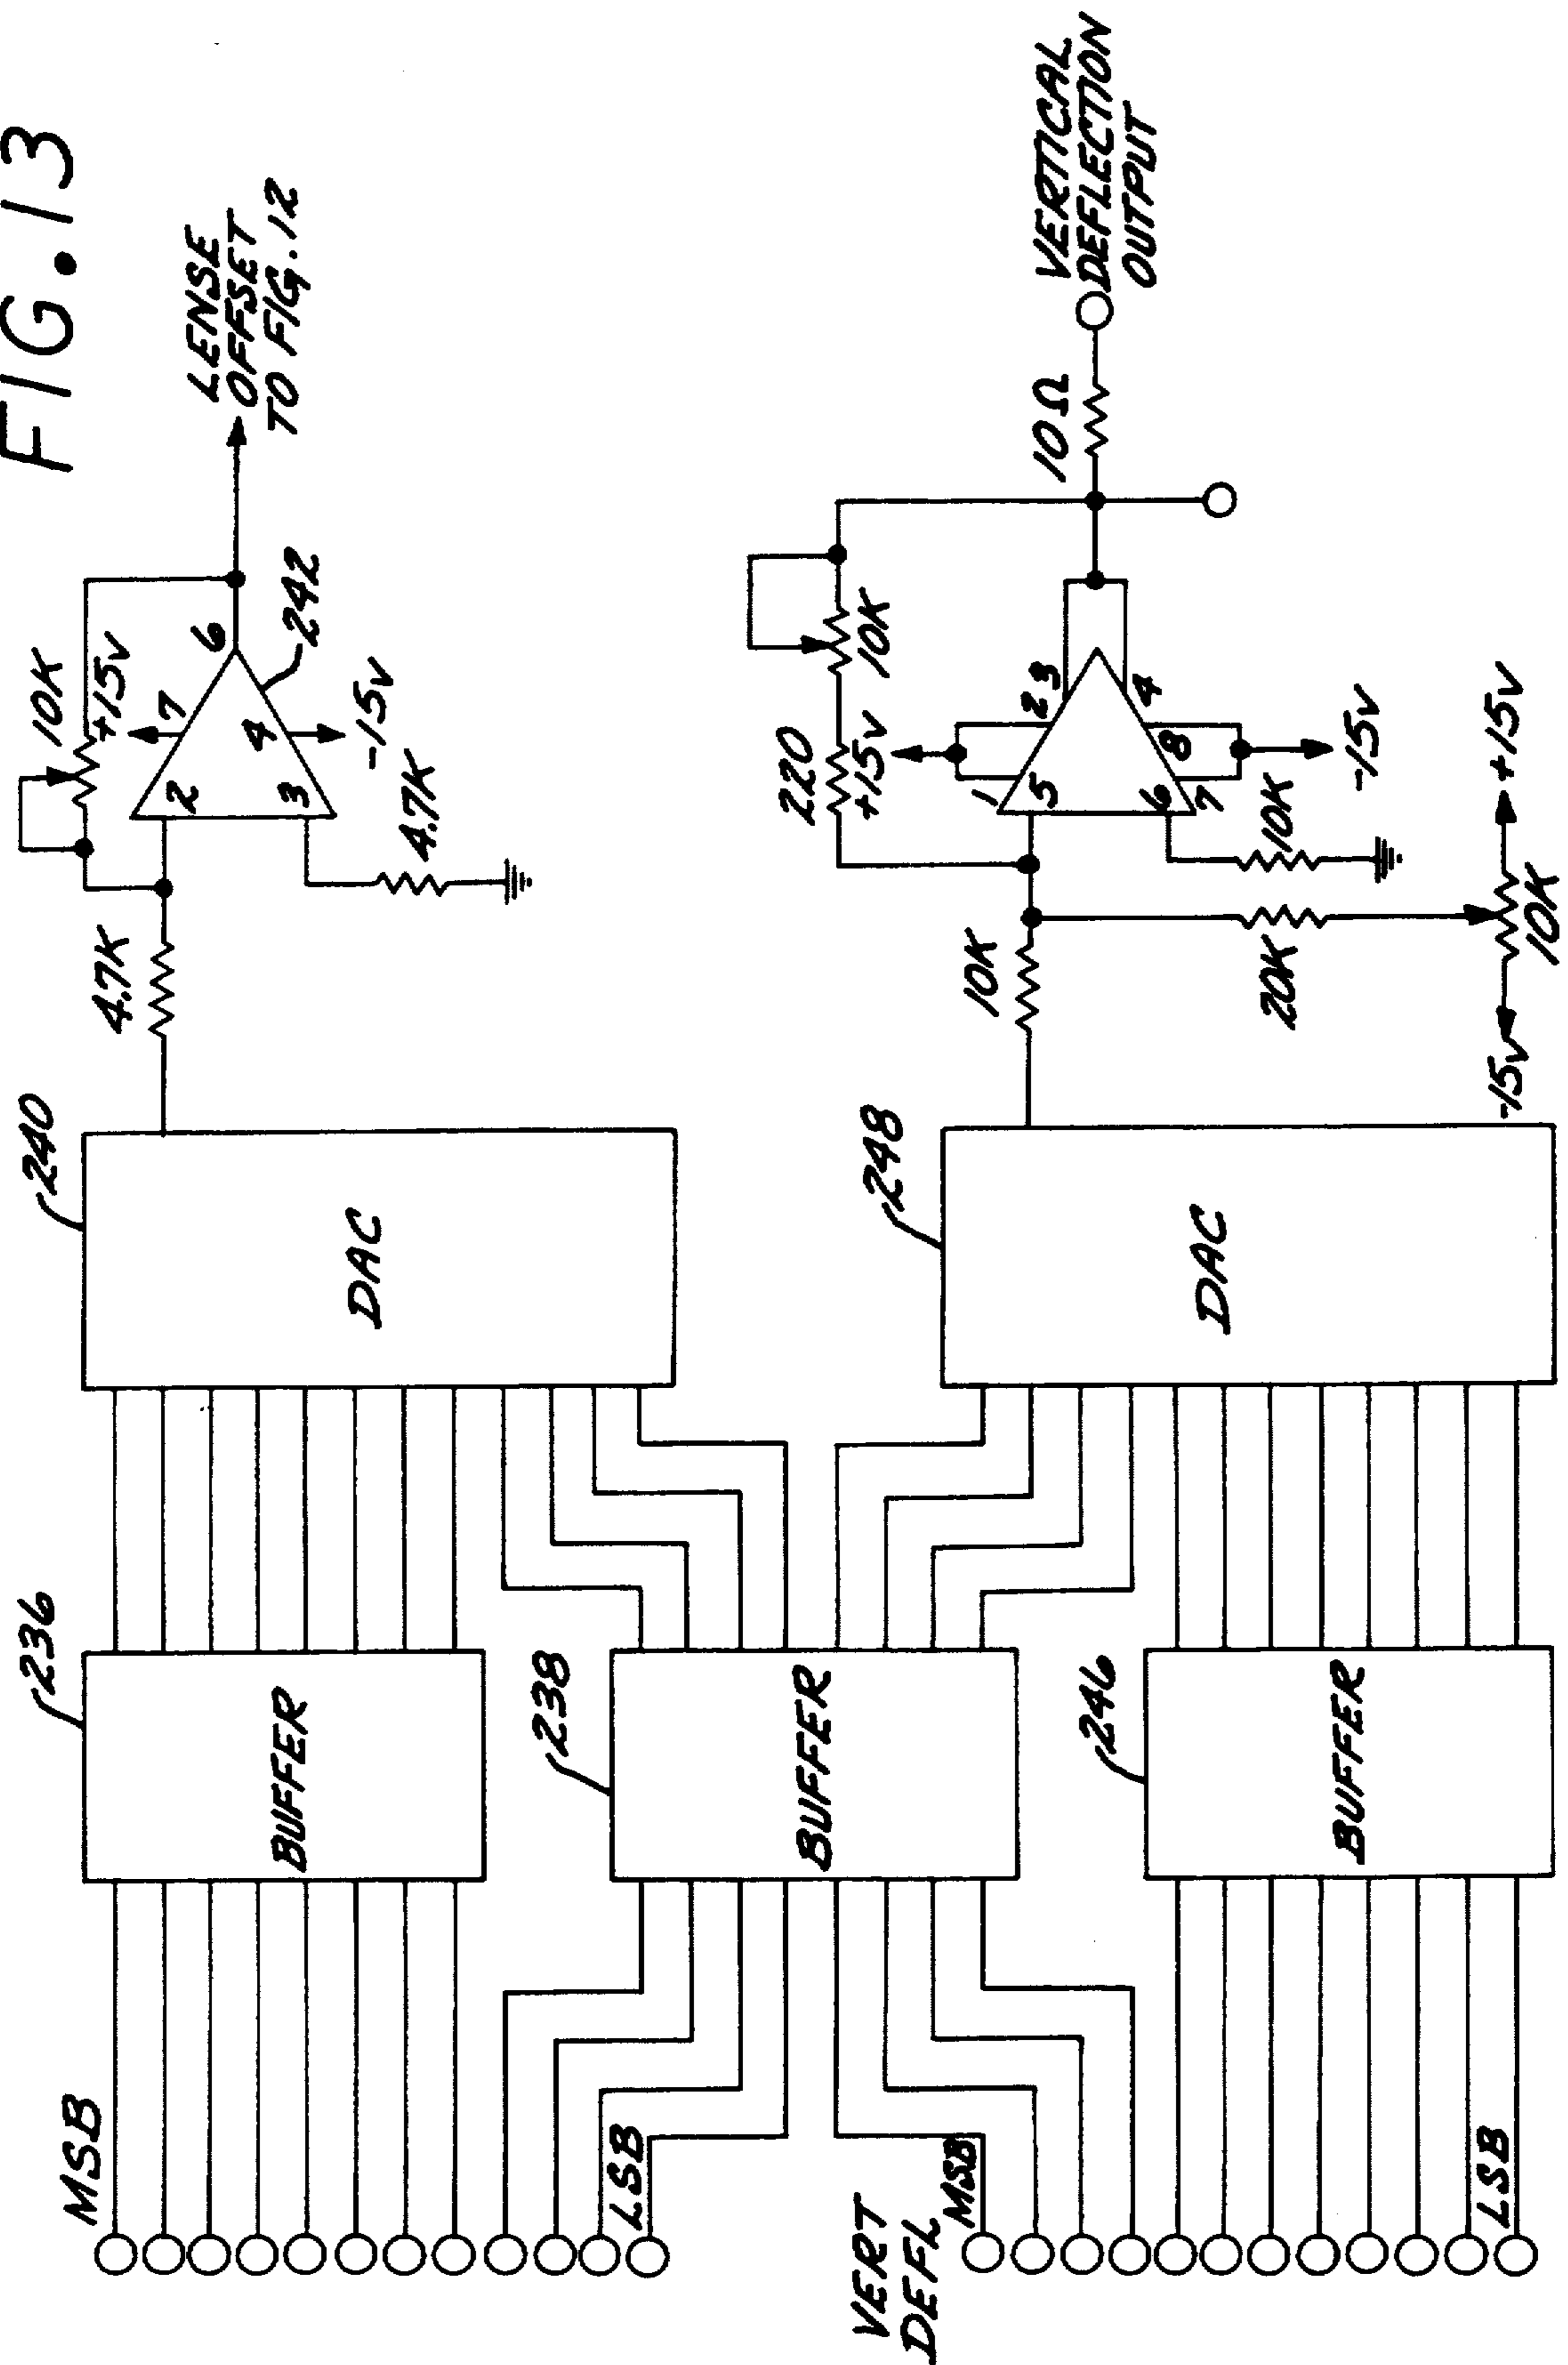 FIG. 13
MSB
LSB
VERT
DEFL
MSB
LSB
236
BUFFER
238
BUFFER
246
BUFFER
240
DAC
248
DAC
4.7K
10K
+15V
7
2
6
4
3
-15V
4.7K
242
LENSE
OFFSET
TO FIG. 12
10K
220
10K
+15V
1
2
3
5
4
6
8
7
10K
-15V
20K
-15V
10K
+15V
10Ω
VERTICAL
DEFLECTION
OUTPUT